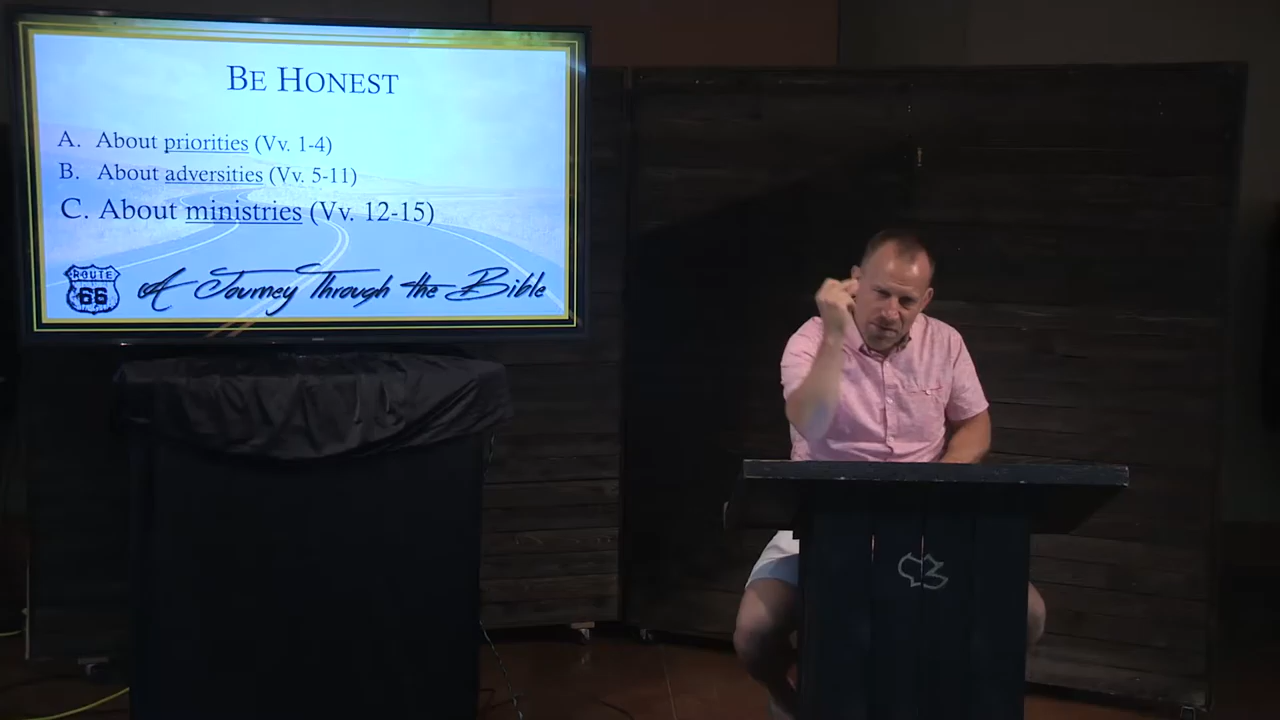 BE HONEST
A. About priorities (Vv. 1-4)
B. About adversities (Vv. 5-11)
C. About ministries (Vv. 12-15)
ROUTE
66
A Journey Through the Bible